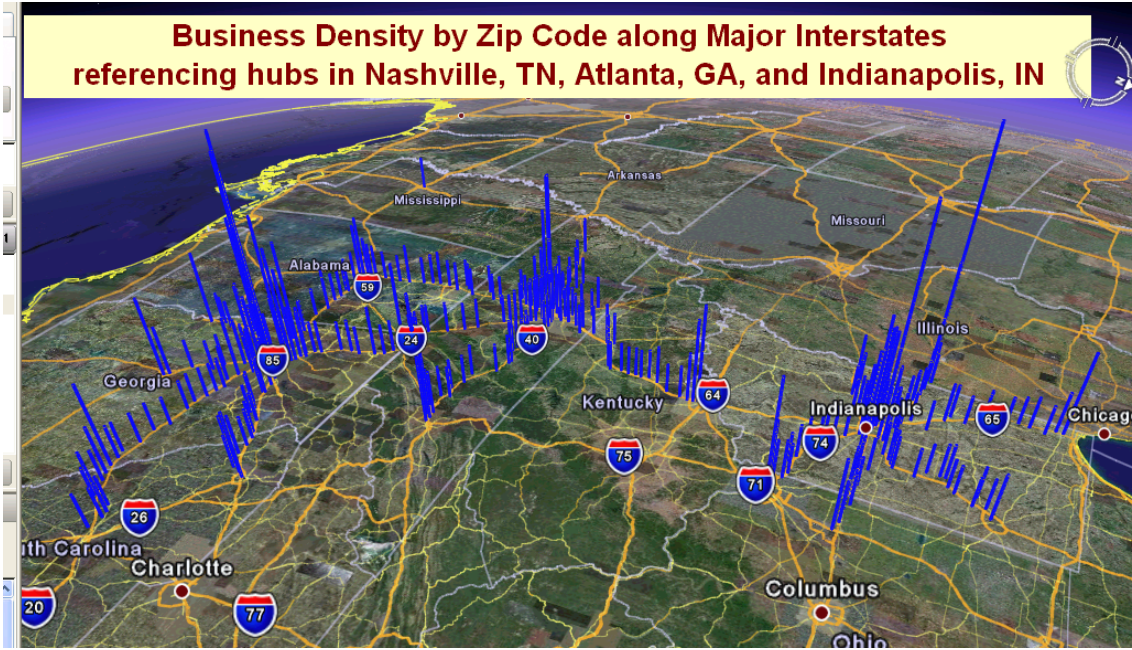 Business Density by Zip Code along Major Interstates
referencing hubs in Nashville, TN, Atlanta, GA, and Indianapolis, IN
N
Arkansas
Mississippi
Missouri
1
Alabama
59
Illinois
24
40
85
Georgia
Kentucky
64
Indianapolis
65
Chicag
74
75
71
26
uth Carolina
Charlotte
Columbus
20
77
Ohio